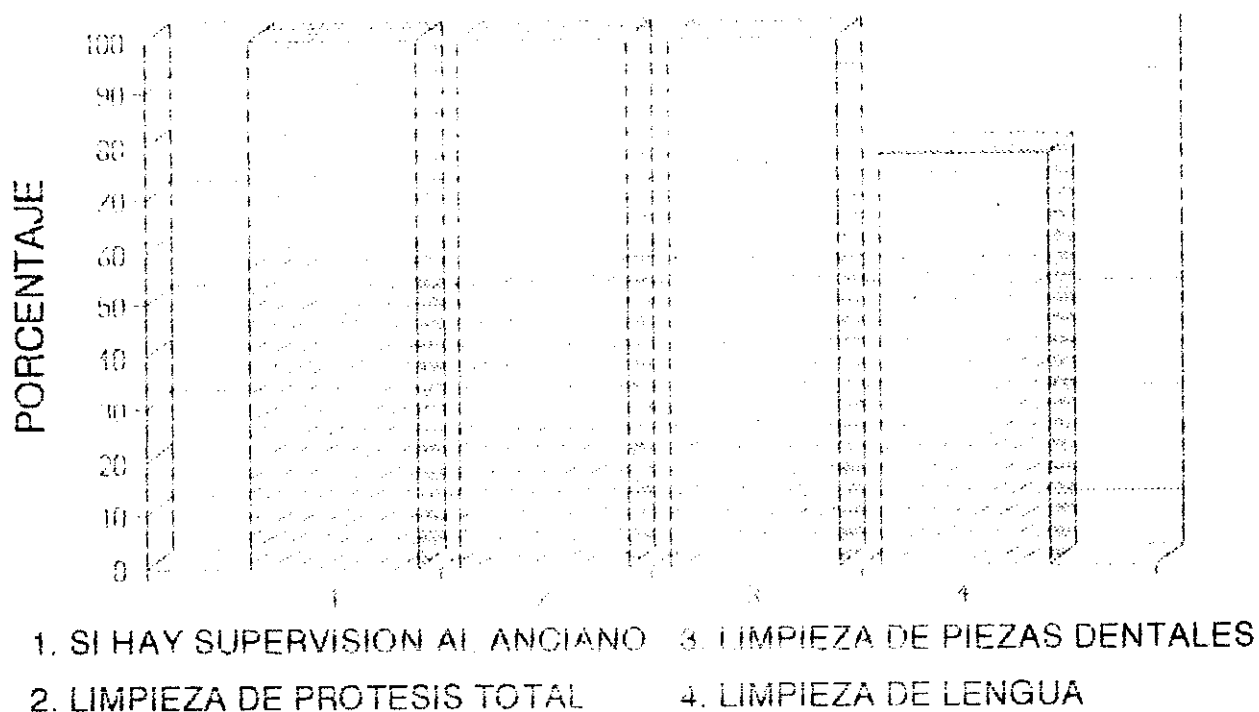 PORCENTAJE
100
90
80
70
60
50
40
30
20
10
0
1 2 3 4
1. SI HAY SUPERVISION AL ANCIANO 3. LIMPIEZA DE PIEZAS DENTALES
2. LIMPIEZA DE PROTESIS TOTAL 4. LIMPIEZA DE LENGUA